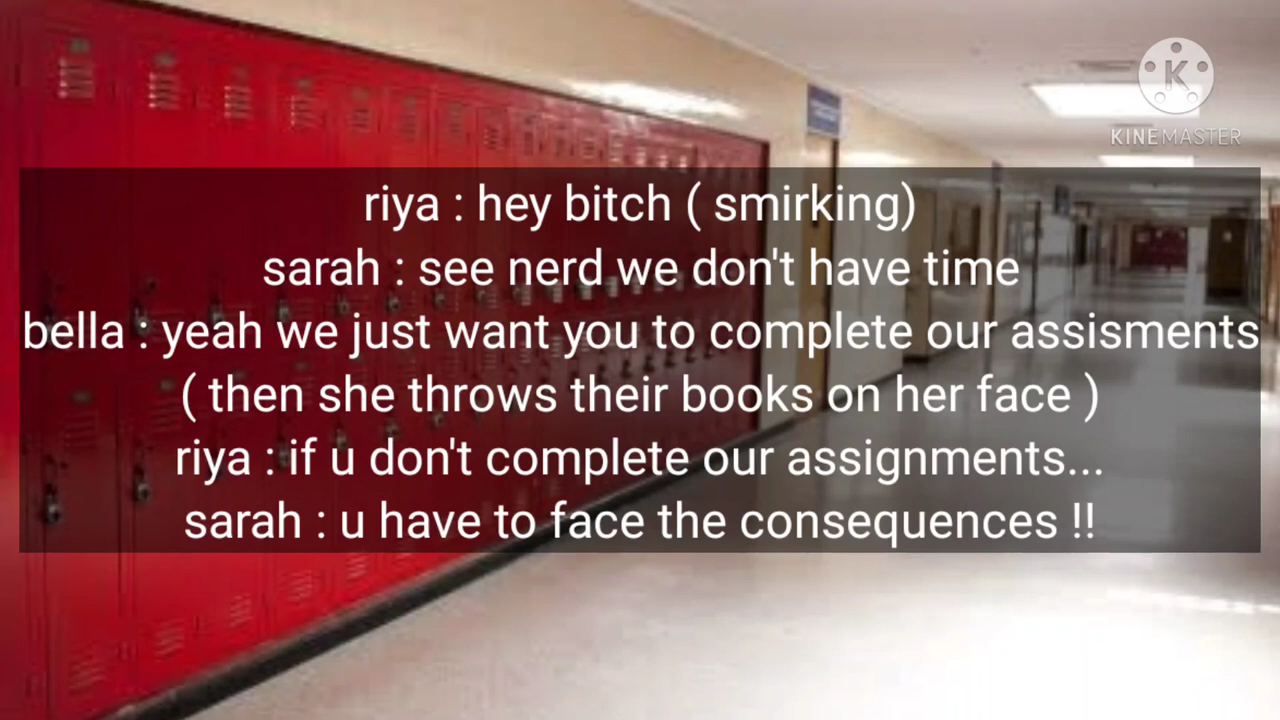 KINEMASTER
riya : hey bitch ( smirking)
sarah : see nerd we don't have time
bella : yeah we just want you to complete our assisments
( then she throws their books on her face )
riya : if u don't complete our assignments...
sarah : u have to face the consequences !!